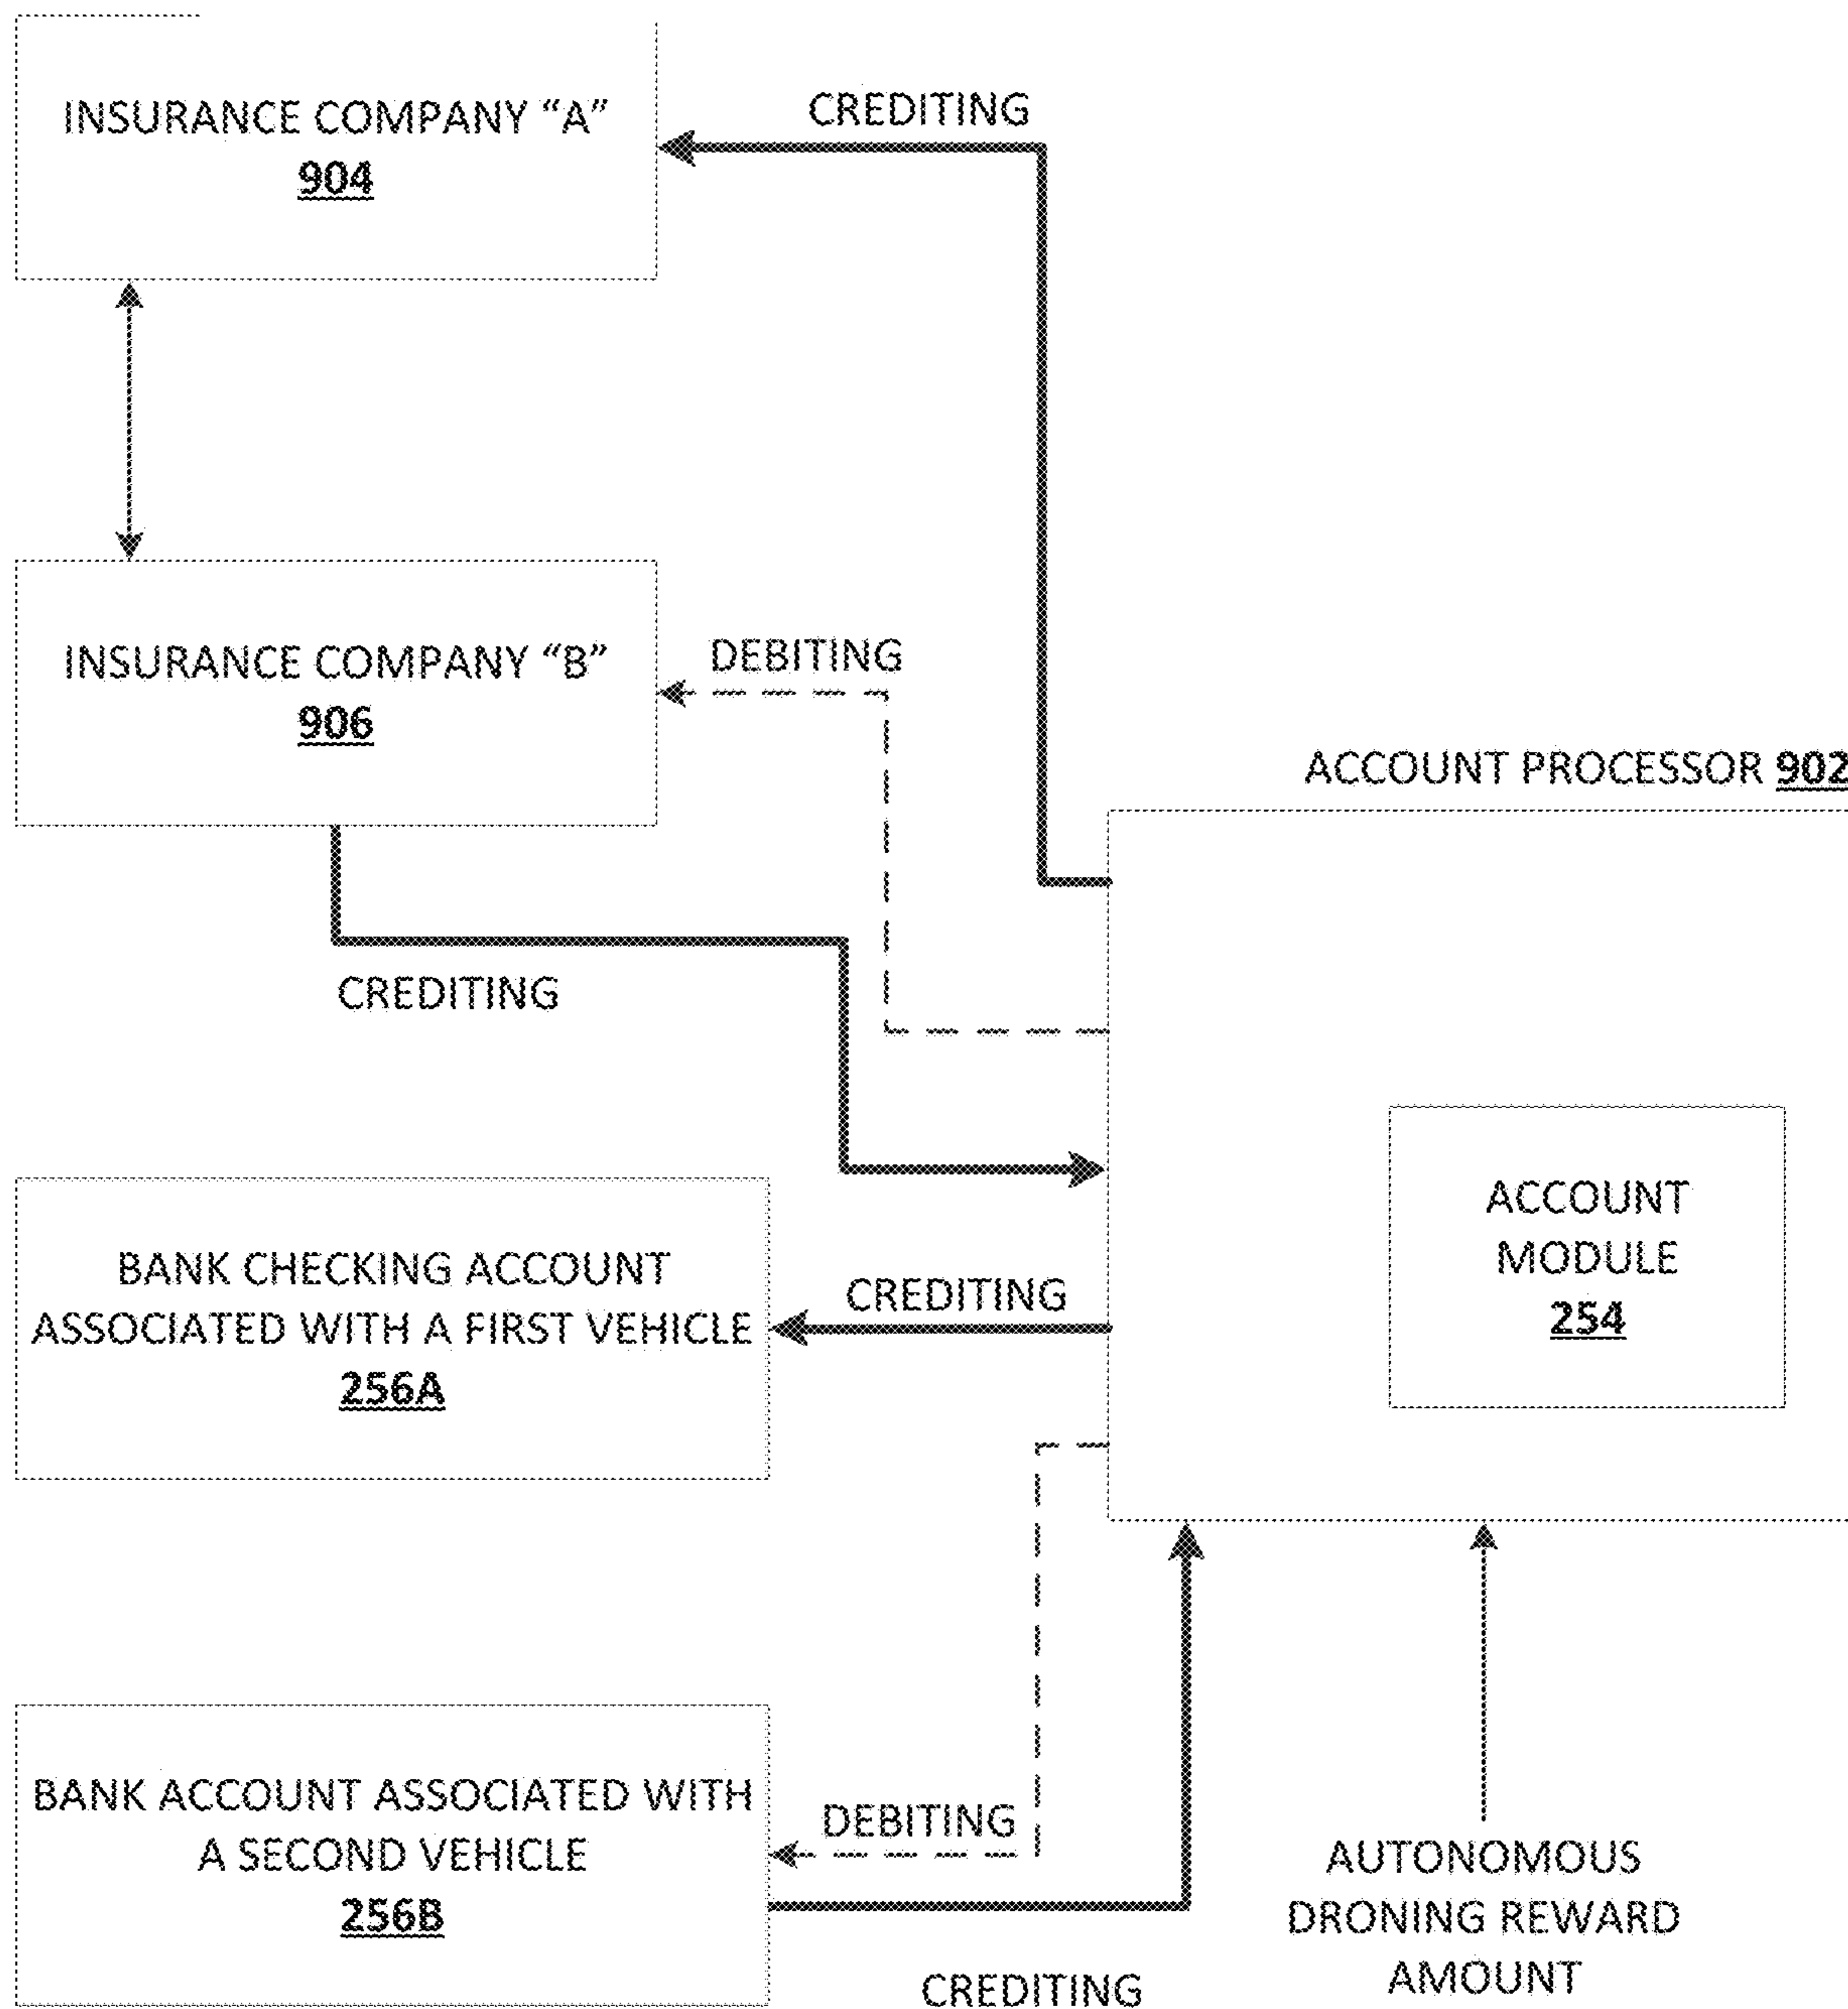 INSURANCE COMPANY “A”
904
CREDITING
INSURANCE COMPANY “B”
906
DEBITING
ACCOUNT PROCESSOR 902
CREDITING
ACCOUNT
MODULE
254
BANK CHECKING ACCOUNT
ASSOCIATED WITH A FIRST VEHICLE
256A
CREDITING
BANK ACCOUNT ASSOCIATED WITH
A SECOND VEHICLE
256B
DEBITING
CREDITING
AUTONOMOUS
DRONING REWARD
AMOUNT